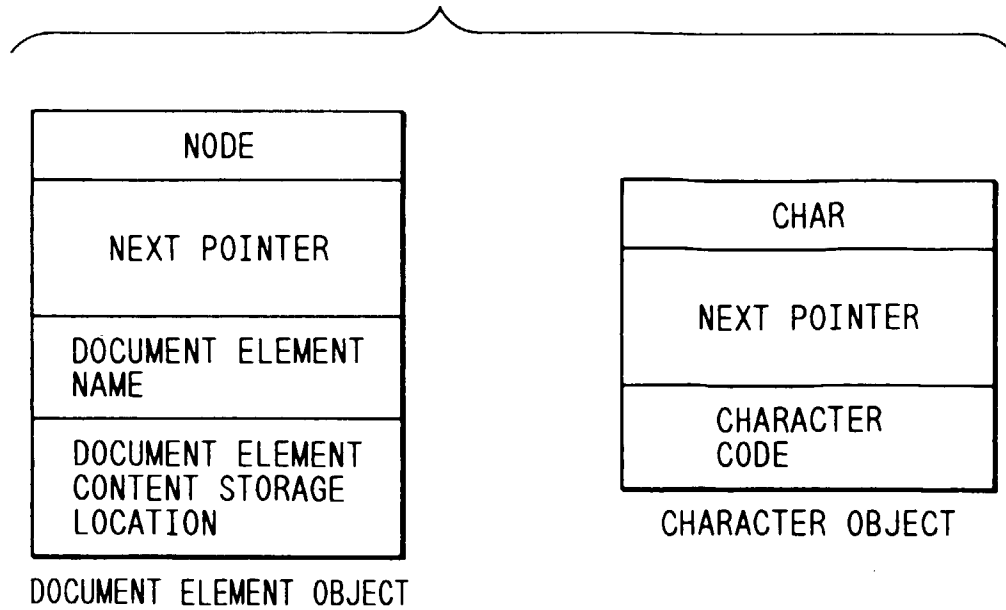 NODE
NEXT POINTER
DOCUMENT ELEMENT
NAME
DOCUMENT ELEMENT
CONTENT STORAGE
LOCATION
DOCUMENT ELEMENT OBJECT
CHAR
NEXT POINTER
CHARACTER
CODE
CHARACTER OBJECT